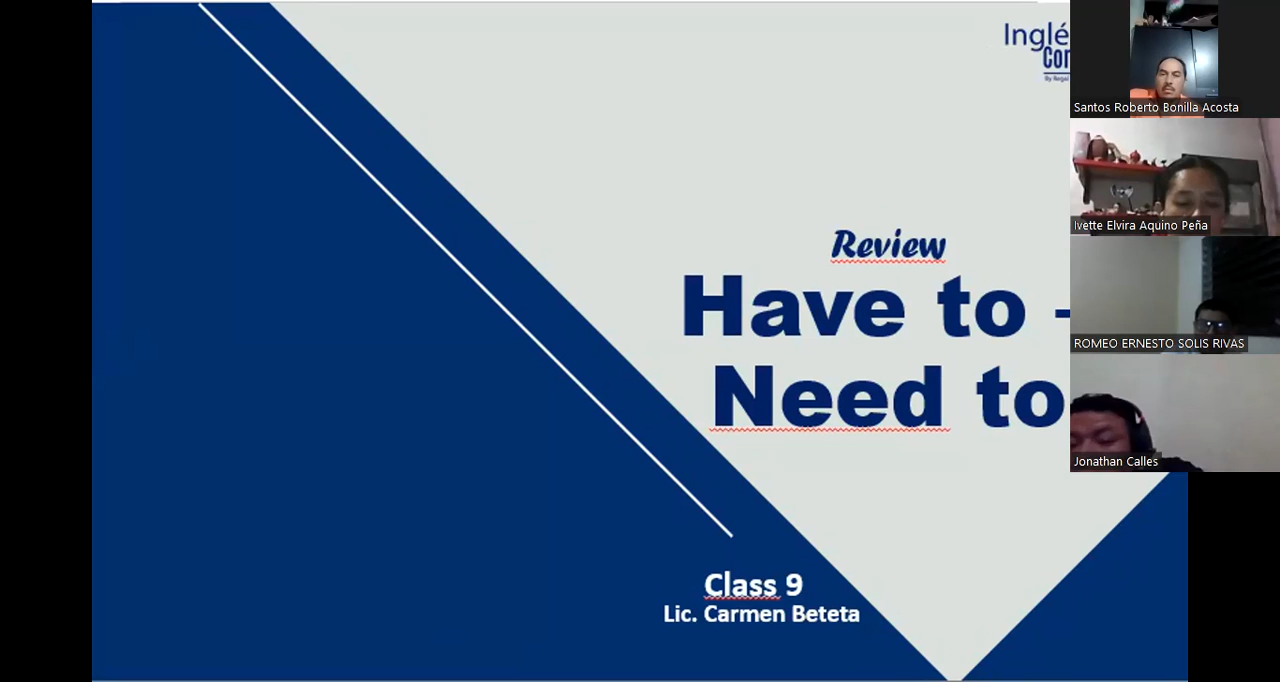 Inglé
Cor
Review
Have to -
Need to
Class 9
Lic. Carmen Beteta
Santos Roberto Bonilla Acosta
Ivette Elvira Aquino Peña
ROMEO ERNESTO SOLIS RIVAS
Jonathan Calles